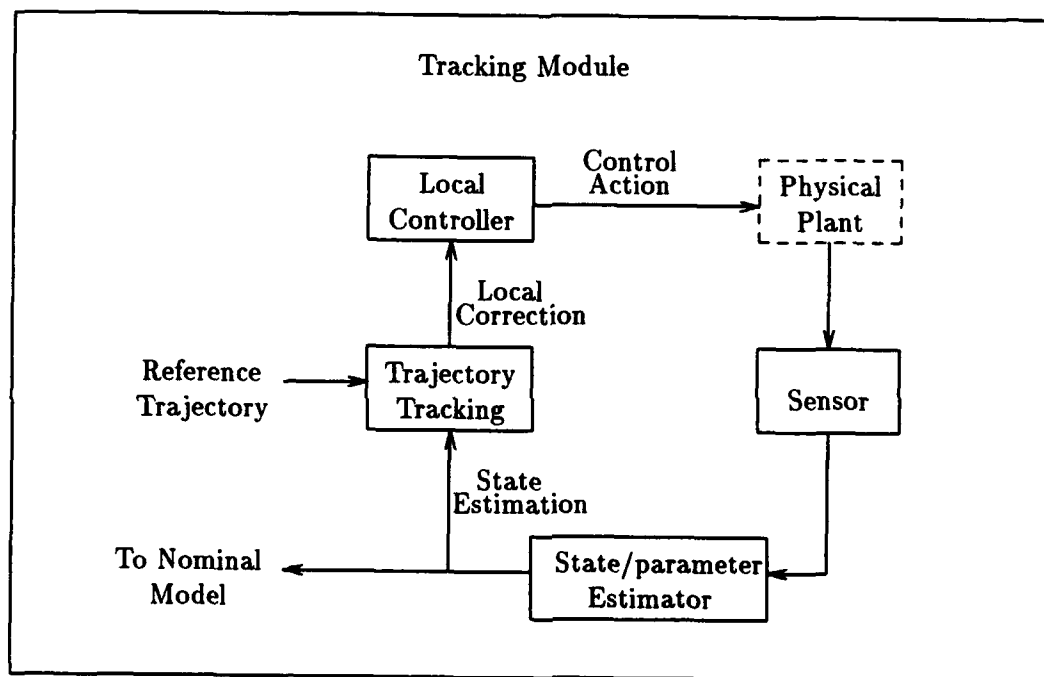 Tracking Module
Local
Controller
Control
Action
Physical
Plant
Local
Correction
Reference
Trajectory
Trajectory
Tracking
Sensor
State
Estimation
To Nominal
Model
State/parameter
Estimator